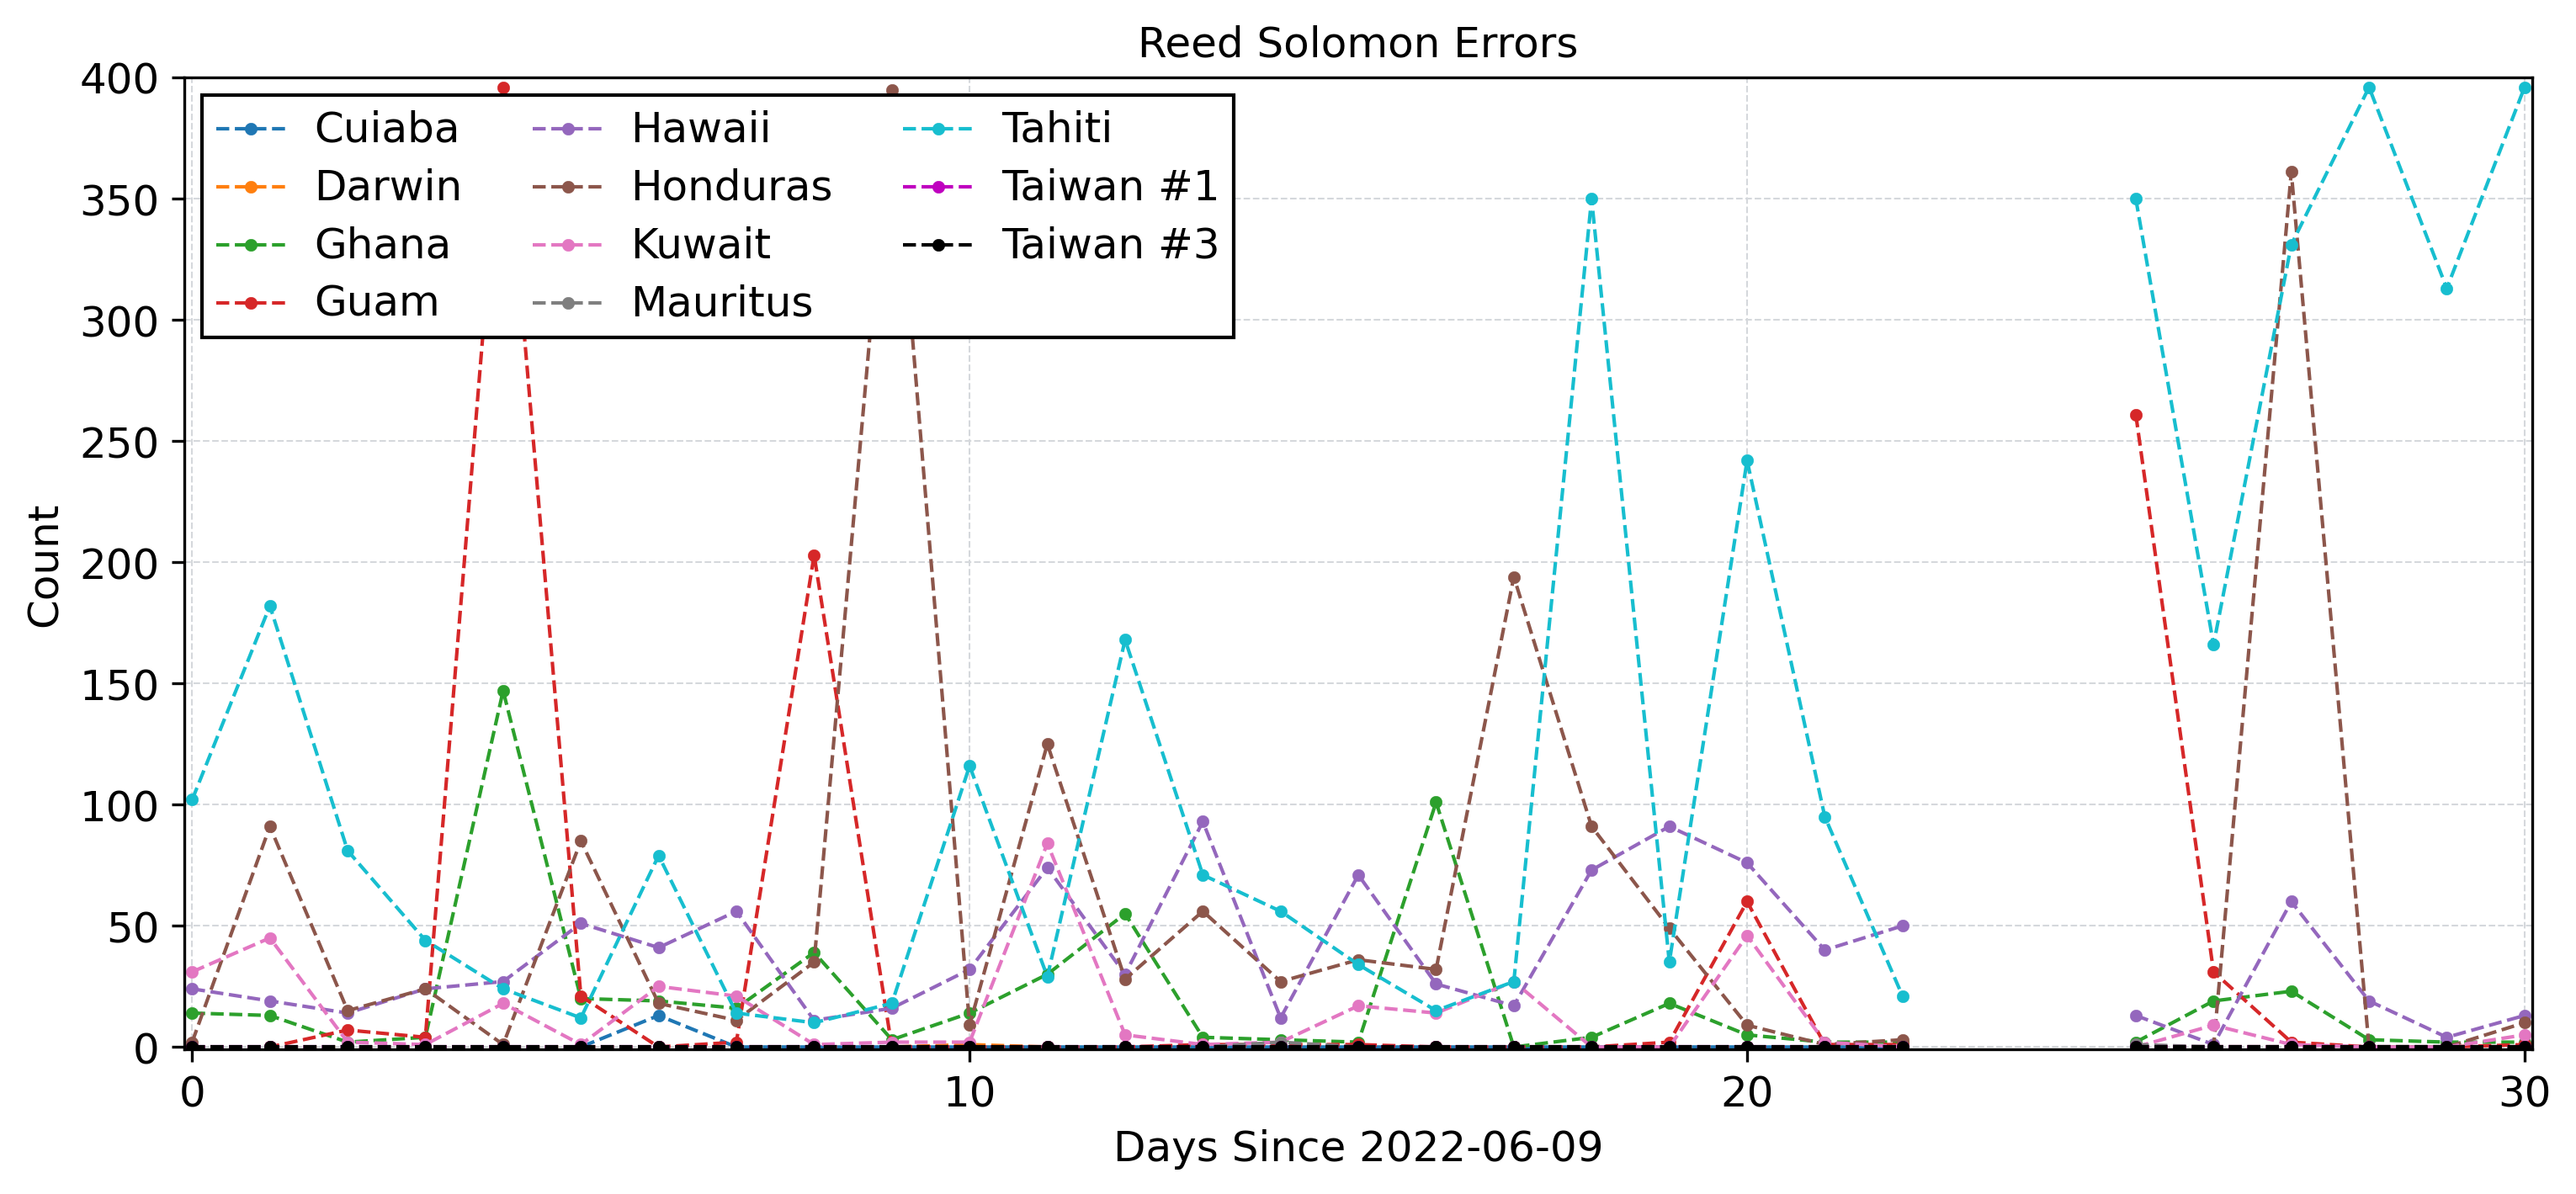 Reed Solomon Errors
400
350
300
250
200
150
100
50
0
Count
Cuiaba
Darwin
Ghana
Guam
Hawaii
Honduras
Kuwait
Mauritus
Tahiti
Taiwan #1
Taiwan #3
0 10 20 30
Days Since 2022-06-09